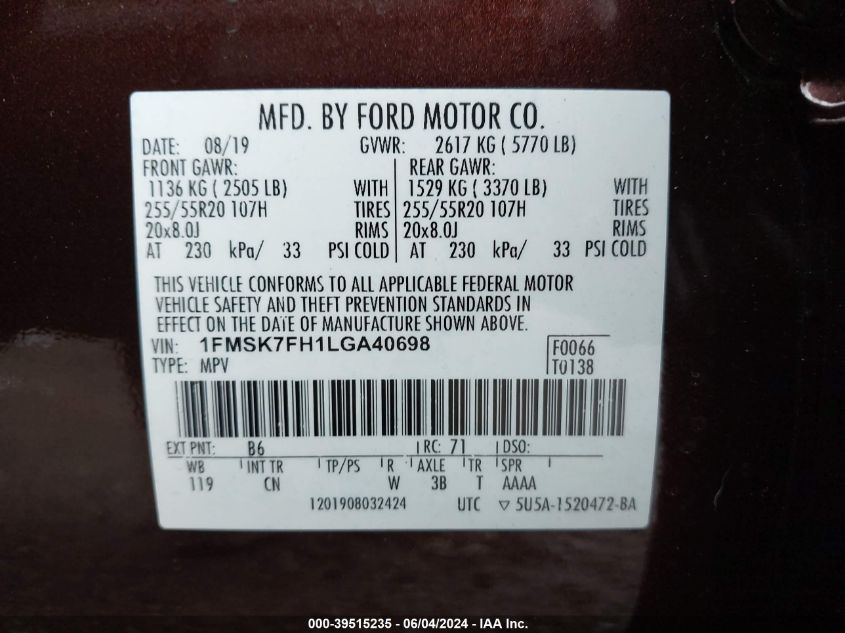 MFD. BY FORD MOTOR CO.
DATE: 08/19 GVWR: 2617 KG ( 5770 LB)
FRONT GAWR: REAR GAWR:
1136 KG ( 2505 LB) WITH 1529 KG ( 3370 LB) WITH
255/55R20 107H TIRES 255/55R20 107H TIRES
20x8.0J RIMS 20x8.0J RIMS
AT 230 kPa/ 33 PSI COLD AT 230 kPa/ 33 PSI COLD
THIS VEHICLE CONFORMS TO ALL APPLICABLE FEDERAL MOTOR
VEHICLE SAFETY AND THEFT PREVENTION STANDARDS IN
EFFECT ON THE DATE OF MANUFACTURE SHOWN ABOVE.
VIN: 1FMSK7FH1LGA40698 F0066
TYPE: MPV T0138
EXT PNT: B6 RC: 71 DSO:
WB INT TR TP/PS R AXLE TR SPR
119 CN W 3B T AAAA
1201908032424 UTC ▽ 5U5A-1520472-BA
000-39515235 - 06/04/2024 - IAA Inc.